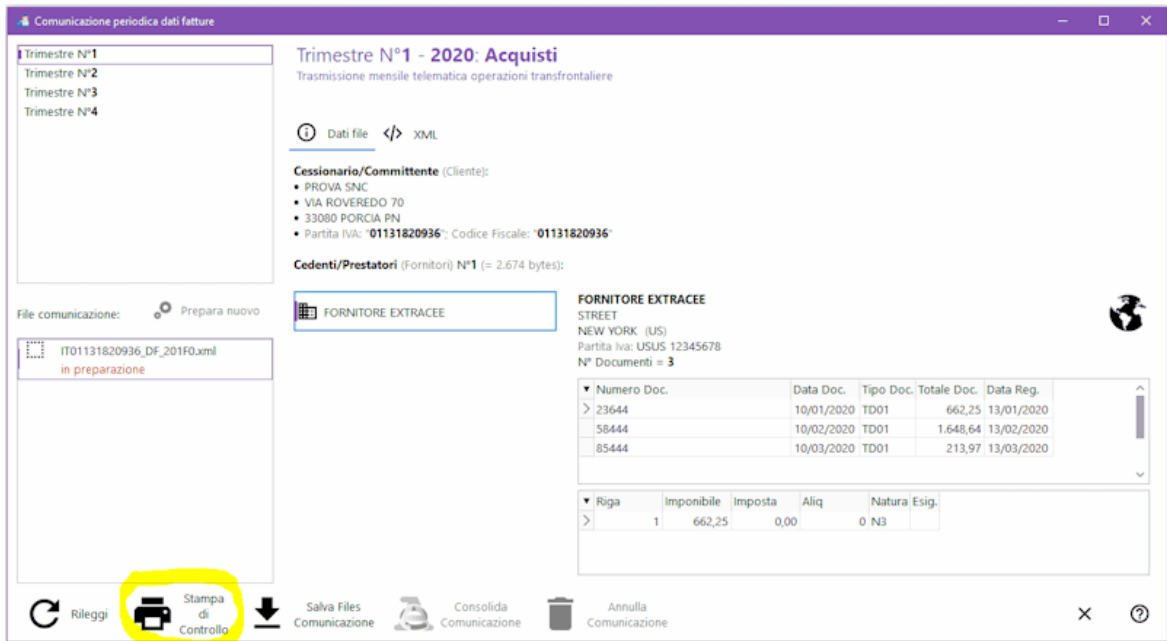 Comunicazione periodica dati fatture
Trimestre N°1
Trimestre N°2
Trimestre N°3
Trimestre N°4
Trimestre N°1 - 2020: Acquisti
Trasmissione mensile telematica operazioni transfrontaliere
Dati file </> XML
Cessionario/Committente (Cliente):
• PROVA SNC
• VIA ROVEREDO 70
• 33080 PORCIA PN
• Partita IVA: "01131820936"; Codice Fiscale: "01131820936"
Cedenti/Prestatori (Fornitori) N°1 (= 2.674 bytes):
File comunicazione: Prepara nuovo
IT01131820936_DF_201F0.xml
in preparazione
FORNITORE EXTRACEE
FORNITORE EXTRACEE
STREET
NEW YORK (US)
Partita Iva: USUS 12345678
N° Documenti = 3
Numero Doc. Data Doc. Tipo Doc. Totale Doc. Data Reg.
23644 10/01/2020 TD01 662,25 13/01/2020
58444 10/02/2020 TD01 1.648,64 13/02/2020
85444 10/03/2020 TD01 213,97 13/03/2020
Riga Imponibile Imposta Aliq Natura Esig.
1 662,25 0,00 0 N3
Rileggi
Stampa
di
Controllo
Salva Files
Comunicazione
Consolida
Comunicazione
Annulla
Comunicazione